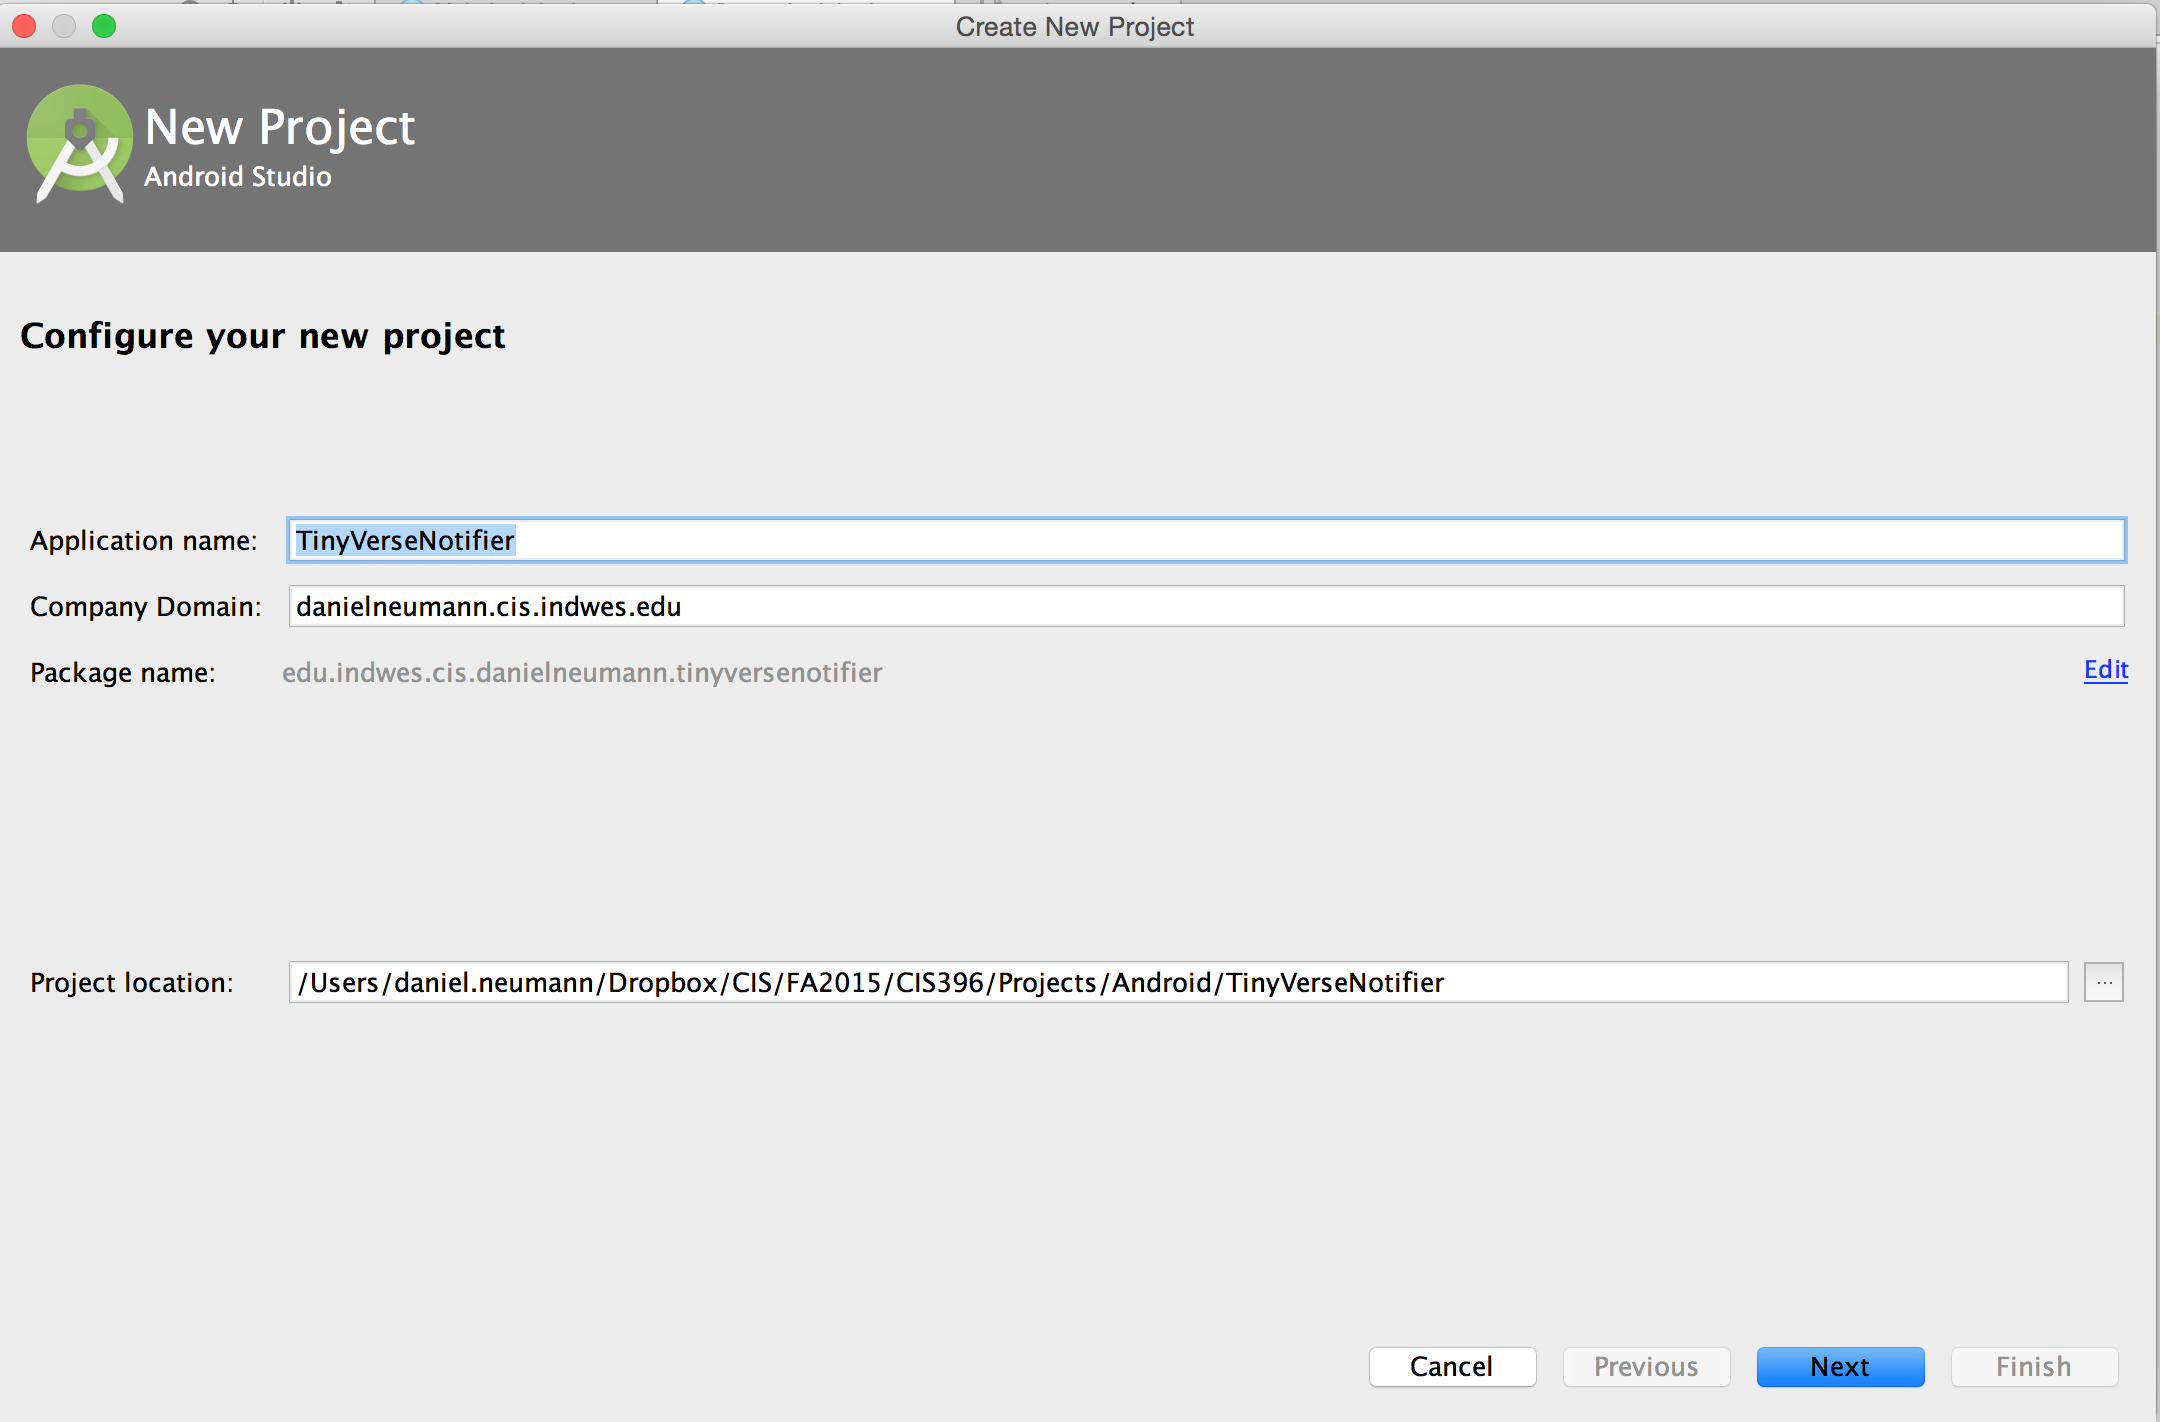 Create New Project
New Project
Android Studio
Configure your new project
Application name: TinyVerseNotifier
Company Domain: danielneumann.cis.indwes.edu
Package name: edu.indwes.cis.danielneumann.tinyversenotifier Edit
Project location: /Users/daniel.neumann/Dropbox/CIS/FA2015/CIS396/Projects/Android/TinyVerseNotifier ...
Cancel Previous Next Finish